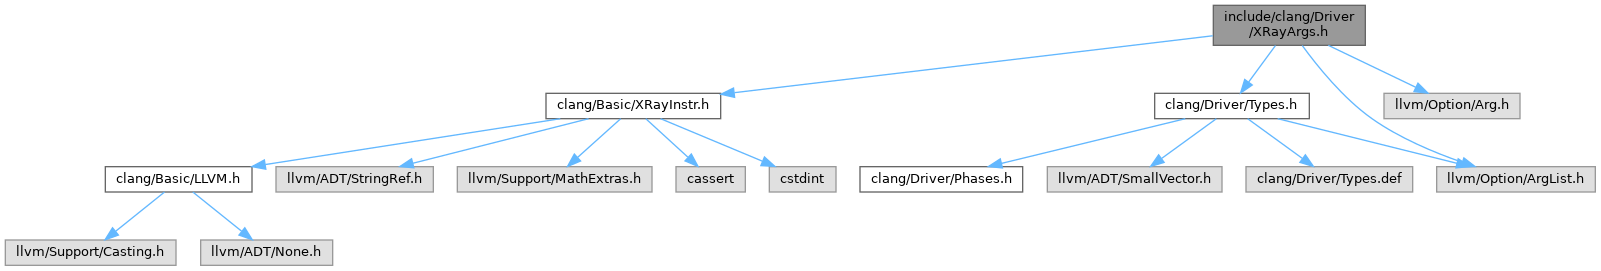 include/clang/Driver
/XRayArgs.h
clang/Basic/XRayInstr.h
clang/Driver/Types.h
llvm/Option/Arg.h
clang/Basic/LLVM.h
llvm/ADT/StringRef.h
llvm/Support/MathExtras.h
cassert
cstdint
clang/Driver/Phases.h
llvm/ADT/SmallVector.h
clang/Driver/Types.def
llvm/Option/ArgList.h
llvm/Support/Casting.h
llvm/ADT/None.h